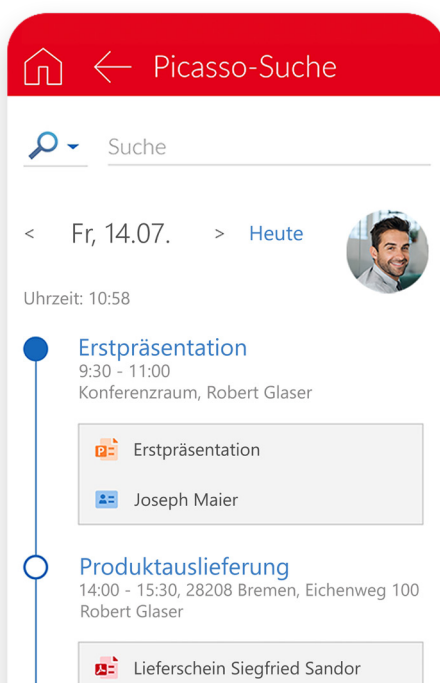 Picasso-Suche
Suche
< Fr, 14.07. > Heute
Uhrzeit: 10:58
Erstpräsentation
9:30 - 11:00
Konferenzraum, Robert Glaser
Erstpräsentation
Joseph Maier
Produktauslieferung
14:00 - 15:30, 28208 Bremen, Eichenweg 100
Robert Glaser
Lieferschein Siegfried Sandor